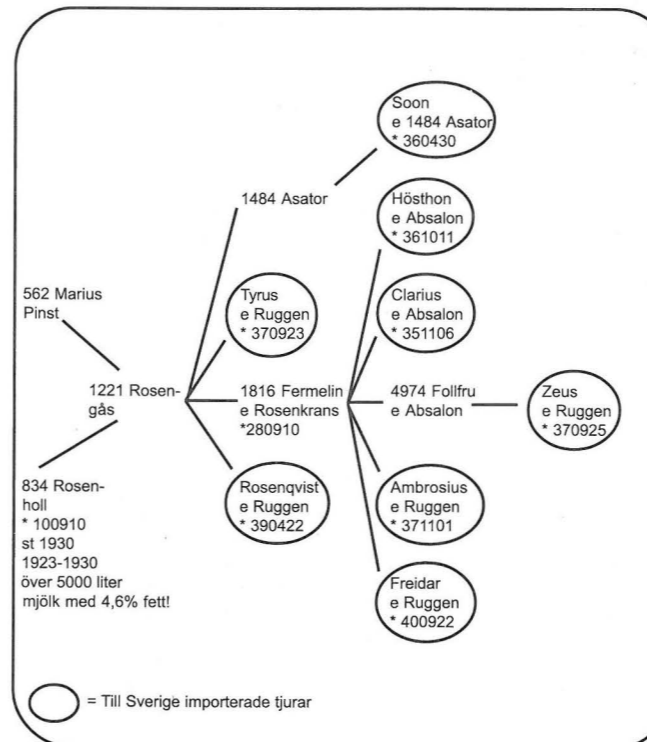 Soon
e 1484 Asator
* 360430
1484 Asator
Hösthon
e Absalon
* 361011
562 Marius
Pinst
Tyrus
e Ruggen
* 370923
Clarius
e Absalon
* 351106
1221 Rosen-
gås
1816 Fermelin
e Rosenkrans
*280910
4974 Follfru
e Absalon
Zeus
e Ruggen
* 370925
834 Rosen-
holl
* 100910
st 1930
1923-1930
över 5000 liter
mjölk med 4,6% fett!
Rosenqvist
e Ruggen
* 390422
Ambrosius
e Ruggen
* 371101
Freidar
e Ruggen
* 400922
= Till Sverige importerade tjurar